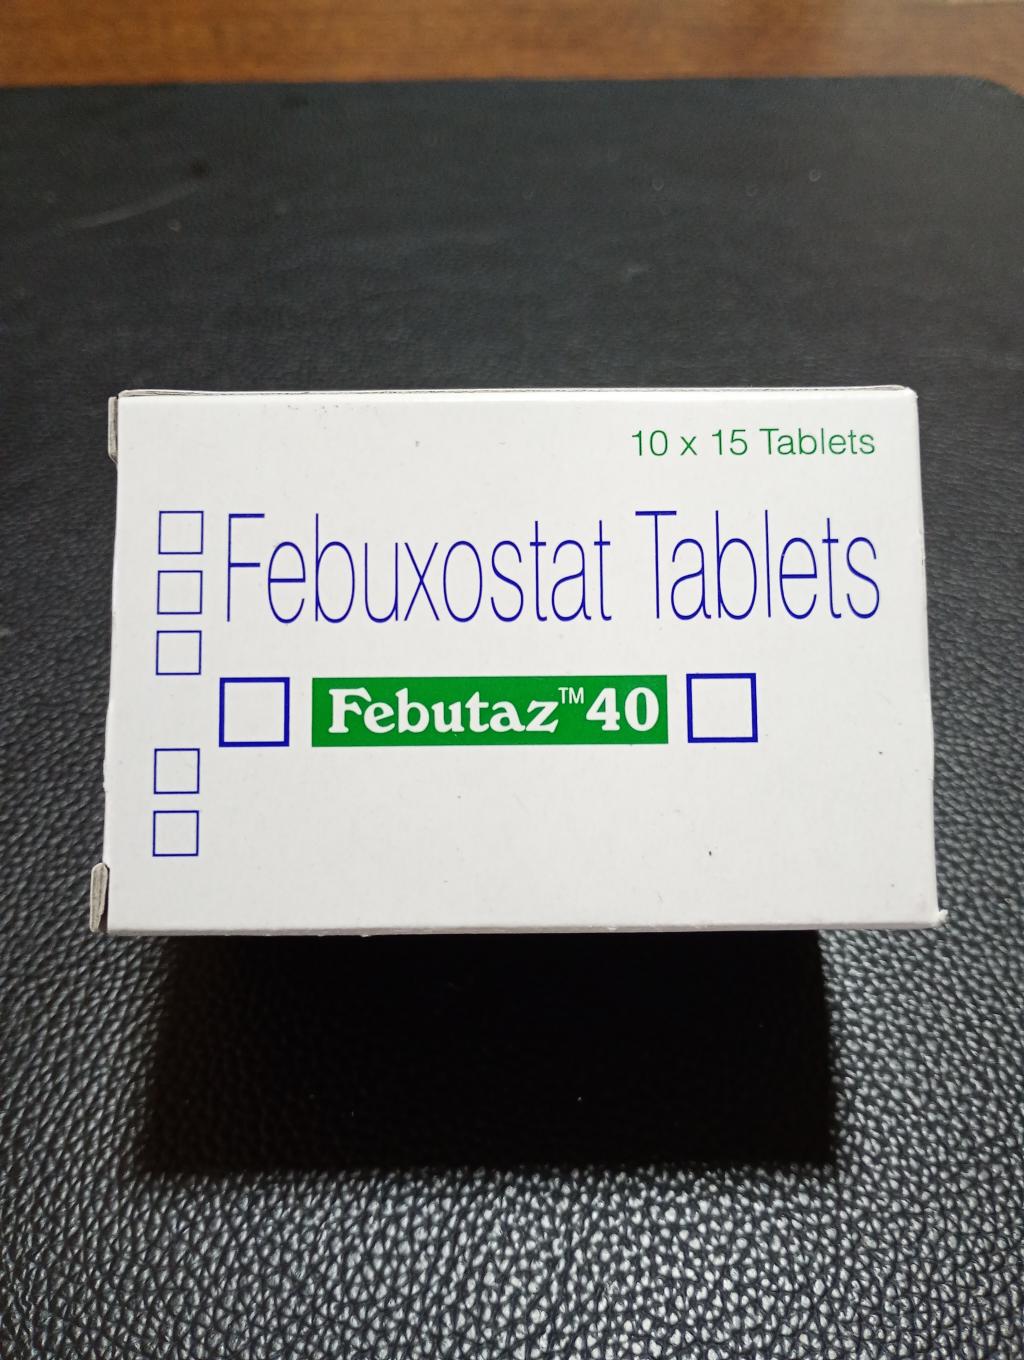 10 x 15 Tablets
Febuxostat Tablets
Febutaz™ 40